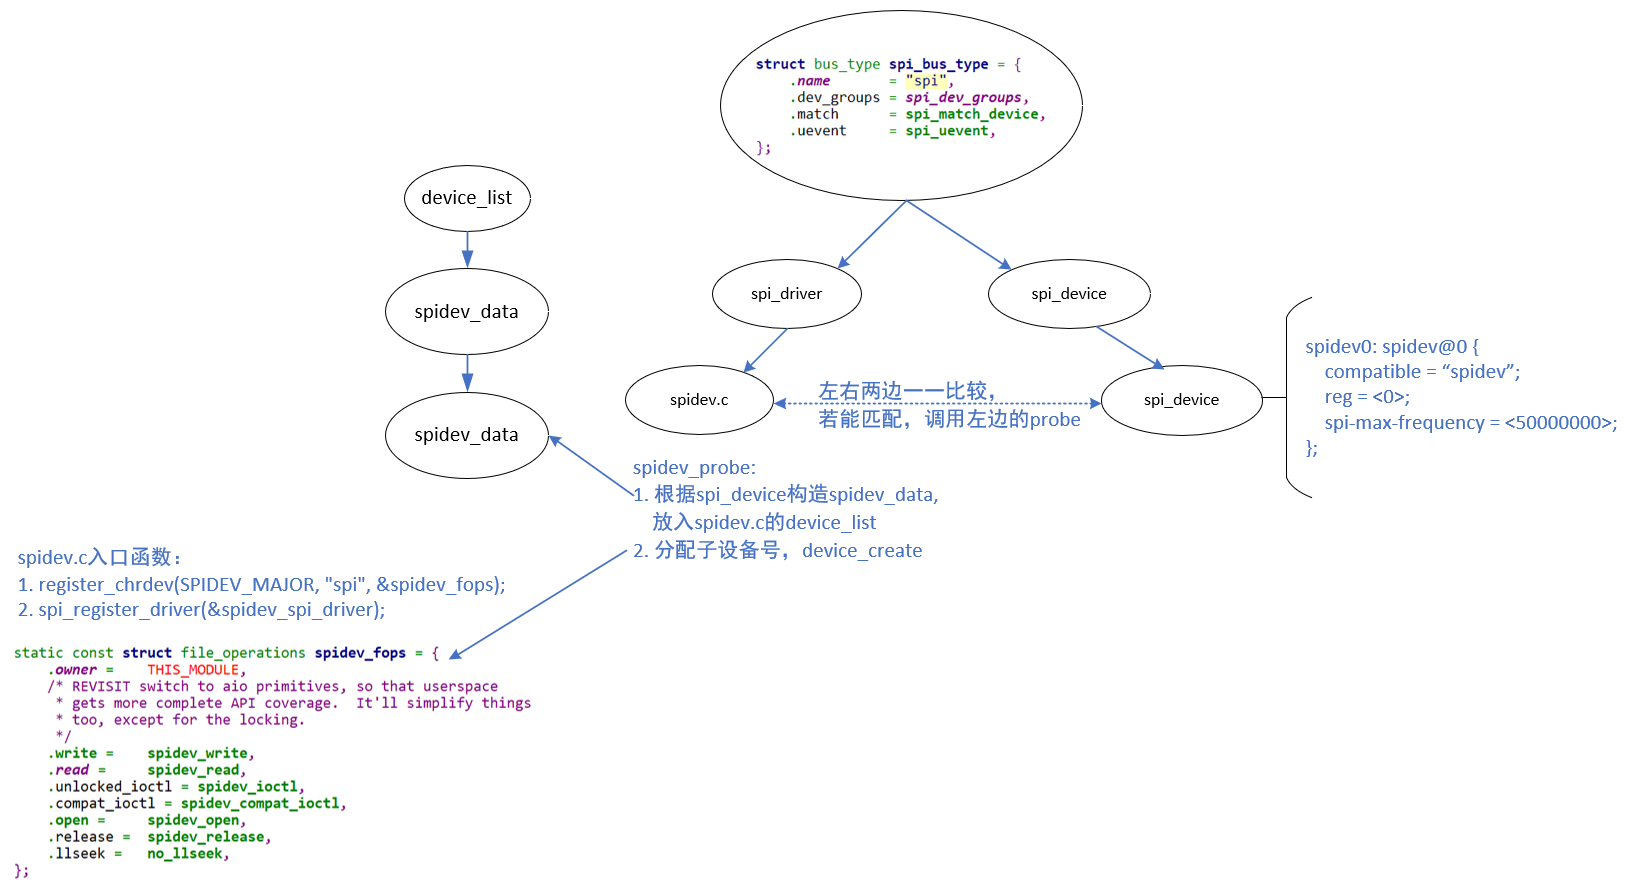 struct bus_type spi_bus_type = {
    .name       = "spi",
    .dev_groups = spi_dev_groups,
    .match      = spi_match_device,
    .uevent     = spi_uevent,
};
device_list
spidev_data
spidev_data
spi_driver
spi_device
spidev.c
左右两边一一比较，
若能匹配，调用左边的probe
spi_device
spidev0: spidev@0 {
    compatible = “spidev”;
    reg = <0>;
    spi-max-frequency = <50000000>;
};
spidev_probe:
1. 根据spi_device构造spidev_data,
放入spidev.c的device_list
2. 分配子设备号，device_create
spidev.c入口函数：
1. register_chrdev(SPIDEV_MAJOR, "spi", &spidev_fops);
2. spi_register_driver(&spidev_spi_driver);
static const struct file_operations spidev_fops = {
    .owner =    THIS_MODULE,
    /* REVISIT switch to aio primitives, so that userspace
     * gets more complete API coverage.  It'll simplify things
     * too, except for the locking.
     */
    .write =    spidev_write,
    .read =     spidev_read,
    .unlocked_ioctl = spidev_ioctl,
    .compat_ioctl = spidev_compat_ioctl,
    .open =     spidev_open,
    .release =  spidev_release,
    .llseek =   no_llseek,
};